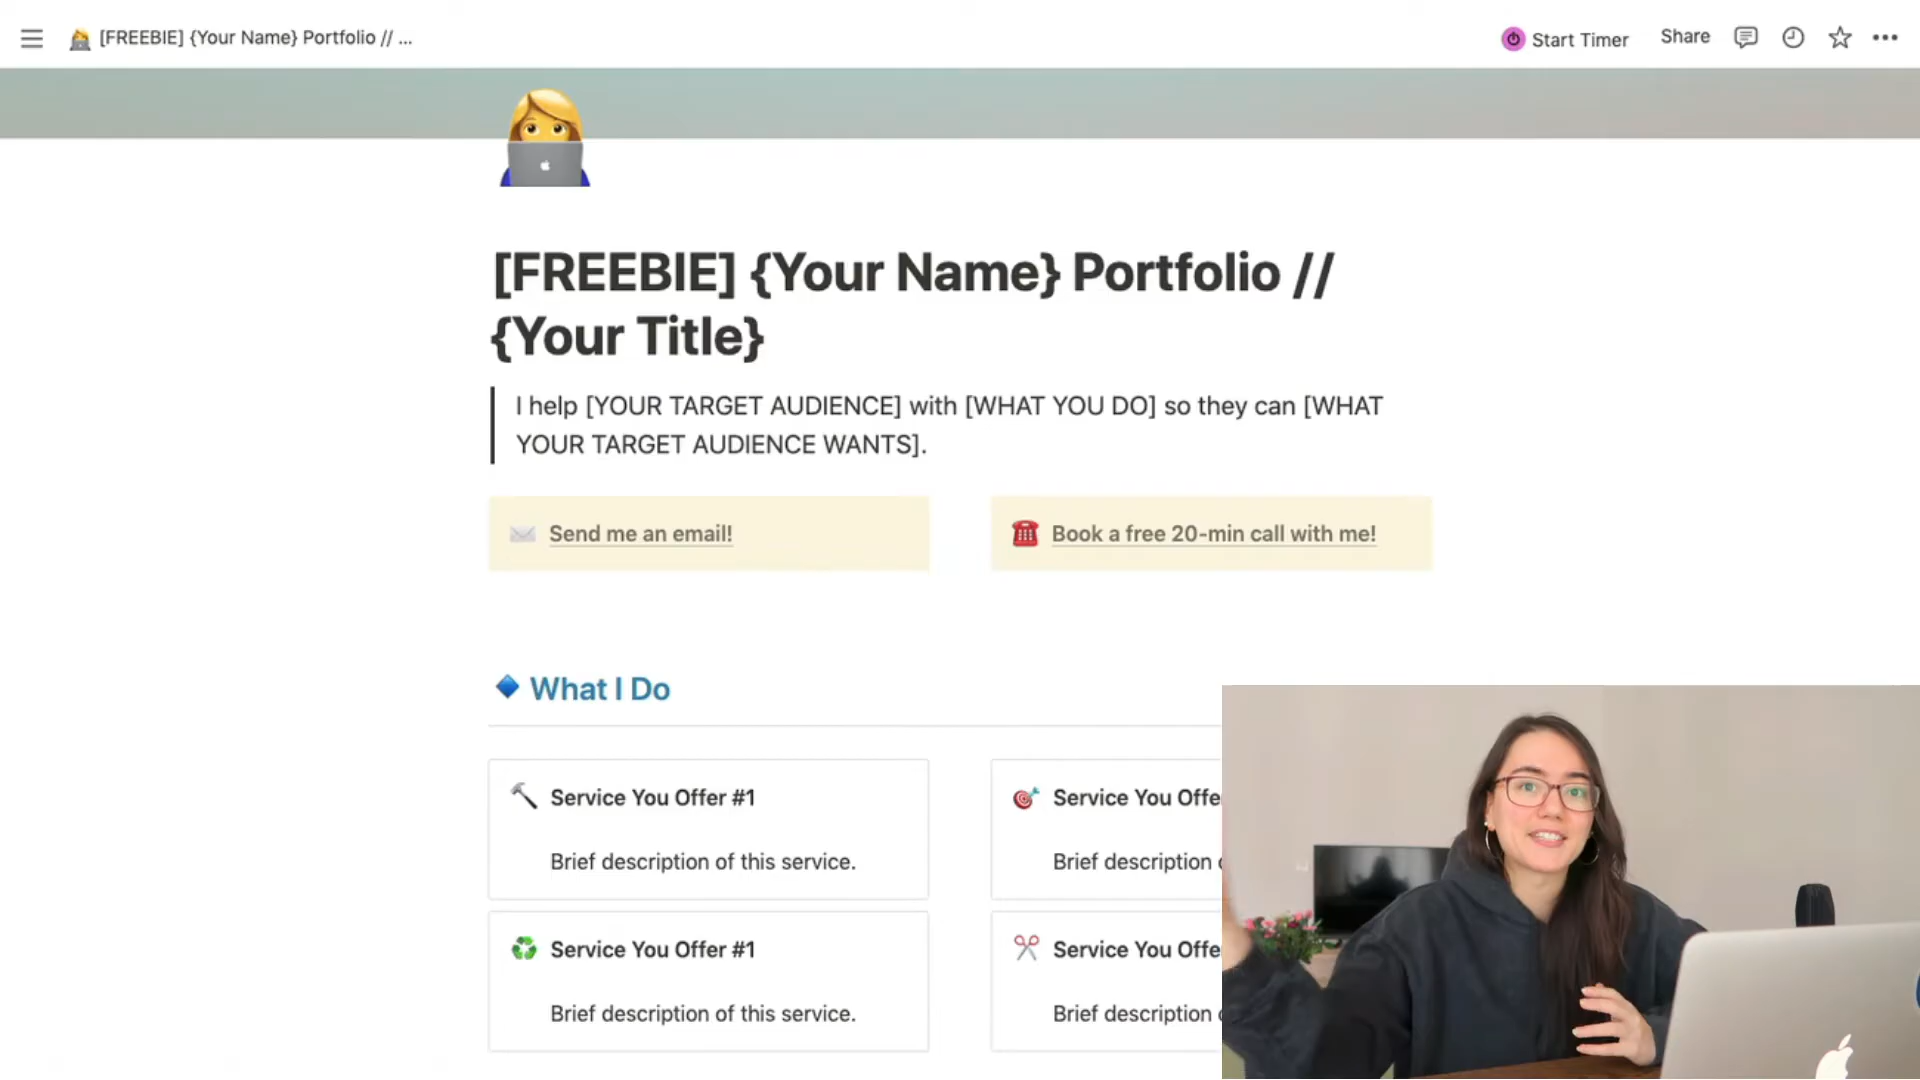 [FREEBIE] {Your Name} Portfolio // ...
Start Timer
Share
[FREEBIE] {Your Name} Portfolio //
{Your Title}
I help [YOUR TARGET AUDIENCE] with [WHAT YOU DO] so they can [WHAT
YOUR TARGET AUDIENCE WANTS].
Send me an email!
Book a free 20-min call with me!
What I Do
Service You Offer #1
Brief description of this service.
Service You Offe
Brief description
Service You Offer #1
Brief description of this service.
Service You Offe
Brief description